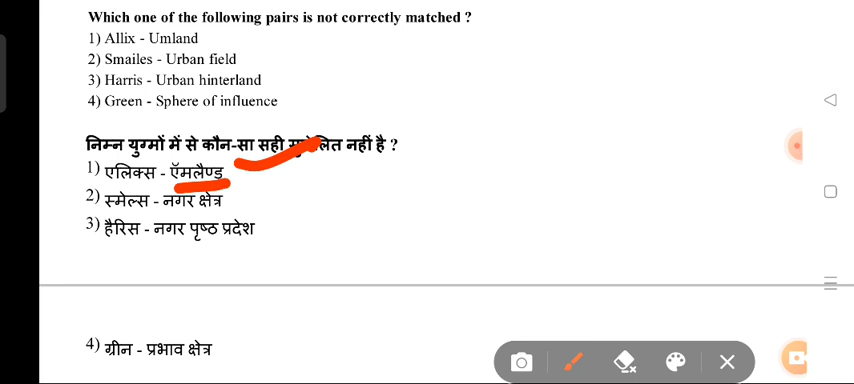 Which one of the following pairs is not correctly matched ?
1) Allix - Umland
2) Smailes - Urban field
3) Harris - Urban hinterland
4) Green - Sphere of influence
निम्न युग्मों में से कौन-सा सही सुमेलित नहीं है ?
1) एलिक्स - ऍमलैण्ड
2) स्मेल्स - नगर क्षेत्र
3) हैरिस - नगर पृष्ठ प्रदेश
4) ग्रीन - प्रभाव क्षेत्र